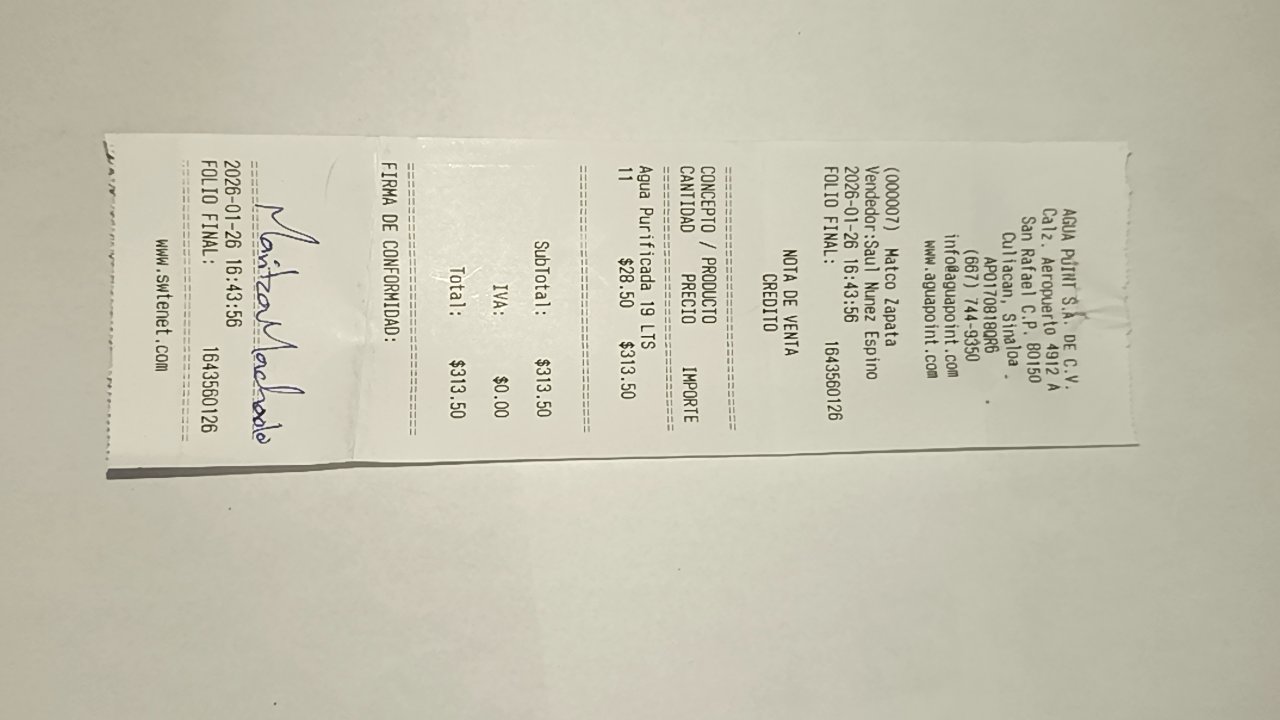 AGUA POINT S.A. DE C.V.
Calz. Aeropuerto 4912 A
San Rafael C.P. 80150
Culiacan, Sinaloa .
APO170818QR6
(667) 744-9350
info@aguapoint.com
www.aguapoint.com
(000007) Matco Zapata
Vendedor:Saul Nunez Espino
2026-01-26 16:43:56
FOLIO FINAL: 1643560126
NOTA DE VENTA
CREDITO
CONCEPTO / PRODUCTO
CANTIDAD PRECIO IMPORTE
Agua Purificada 19 LTS
11 $28.50 $313.50
SubTotal: $313.50
IVA: $0.00
Total: $313.50
FIRMA DE CONFORMIDAD:
Maritza Machado
2026-01-26 16:43:56
FOLIO FINAL: 1643560126
www.swtenet.com